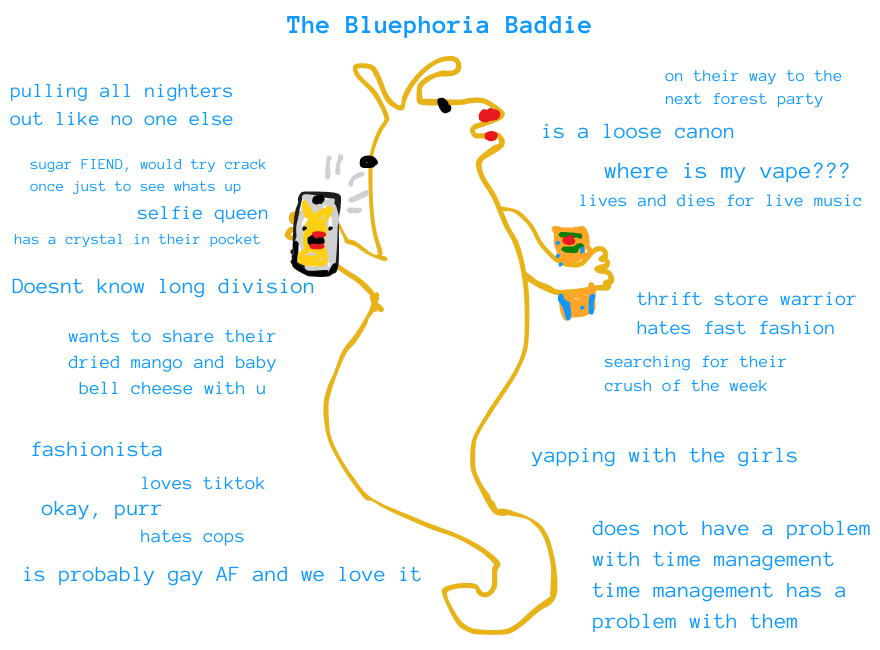 The Bluephoria Baddie
pulling all nighters
out like no one else
sugar FIEND, would try crack
once just to see whats up
selfie queen
has a crystal in their pocket
Doesnt know long division
wants to share their
dried mango and baby
bell cheese with u
fashionista
loves tiktok
okay, purr
hates cops
is probably gay AF and we love it
on their way to the
next forest party
is a loose canon
where is my vape???
lives and dies for live music
thrift store warrior
hates fast fashion
searching for their
crush of the week
yapping with the girls
does not have a problem
with time management
time management has a
problem with them